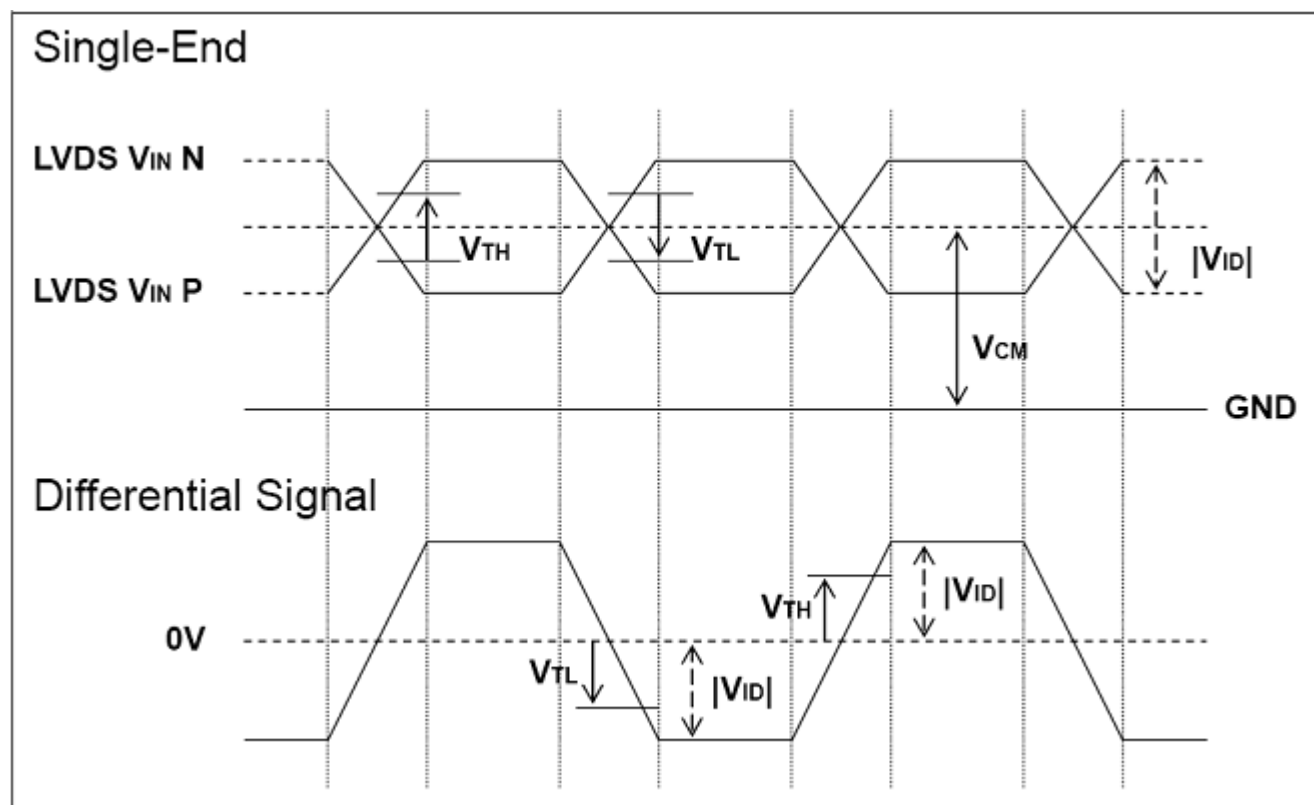 Single-End
LVDS VIN N
VTH
VTL
|VID|
LVDS VIN P
VCM
GND
Differential Signal
VTH
|VID|
0V
VTL
|VID|